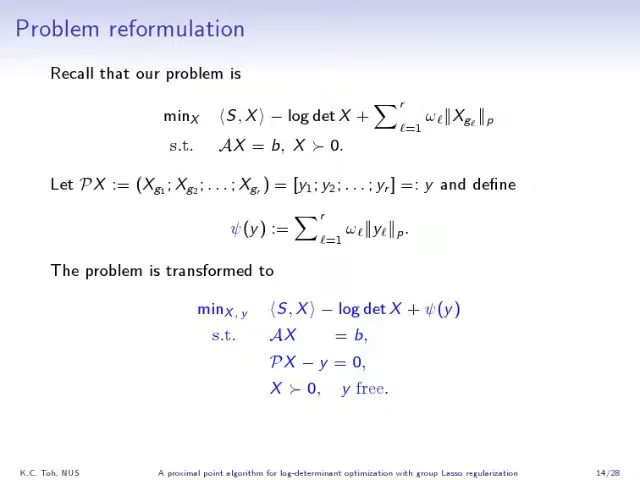 Problem reformulation
Recall that our problem is
min_X ⟨S, X⟩ − log det X + ∑_{ℓ=1}^r ω_ℓ‖X_{g_ℓ}‖_p
s.t. 𝒜X = b, X ≻ 0.
Let 𝒫X := (X_{g_1}; X_{g_2}; . . . ; X_{g_r}) = [y_1; y_2; . . . ; y_r] =: y and define
ψ(y) := ∑_{ℓ=1}^r ω_ℓ‖y_ℓ‖_p.
The problem is transformed to
min_{X,y} ⟨S, X⟩ − log det X + ψ(y)
s.t. 𝒜X = b,
𝒫X − y = 0,
X ≻ 0, y free.
K.C. Toh, NUS A proximal point algorithm for log-determinant optimization with group Lasso regularization 14/28